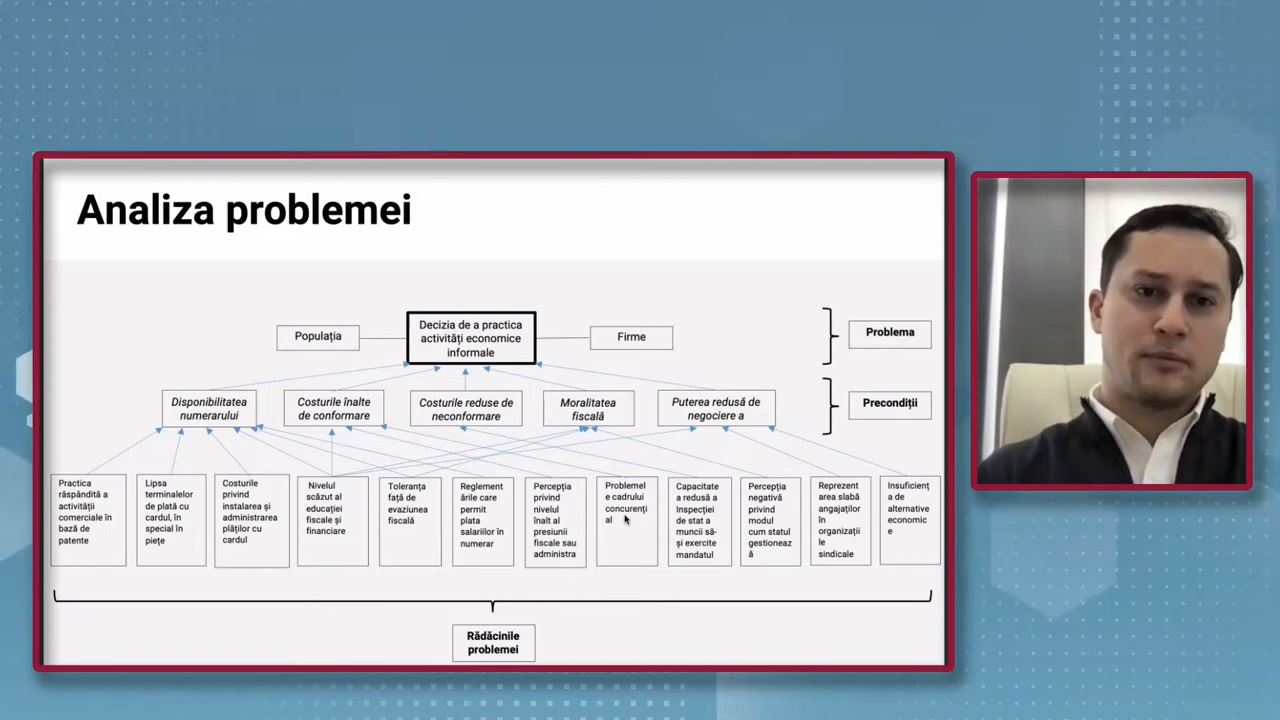 Analiza problemei
Populația
Decizia de a practica
activități economice
informale
Firme
Problema
Disponibilitatea
numerarului
Costurile înalte
de conformare
Costurile reduse de
neconformare
Moralitatea
fiscală
Puterea redusă de
negociere a
Precondiții
Practica
răspândită a
activității
comerciale în
bază de
patente
Lipsa
terminalelor
de plată cu
cardul, în
special în
piețe
Costurile
privind
instalarea și
administrarea
plăților cu
cardul
Nivelul
scăzut al
educației
fiscale și
financiare
Toleranța
față de
evaziunea
fiscală
Reglement
ările care
permit
plata
salariilor în
numerar
Percepția
privind
nivelul
înalt al
presiunii
fiscale sau
administra
Problemel
e cadrului
concurenți
al
Capacitate
a redusă a
Inspecției
de stat a
muncii să-
și exercite
mandatul
Percepția
negativă
privind
modul
cum statul
gestioneaz
ă
Reprezent
area slabă
angajaților
în
organizații
le
sindicale
Insuficienț
a de
alternative
economic
e
Rădăcinile
problemei